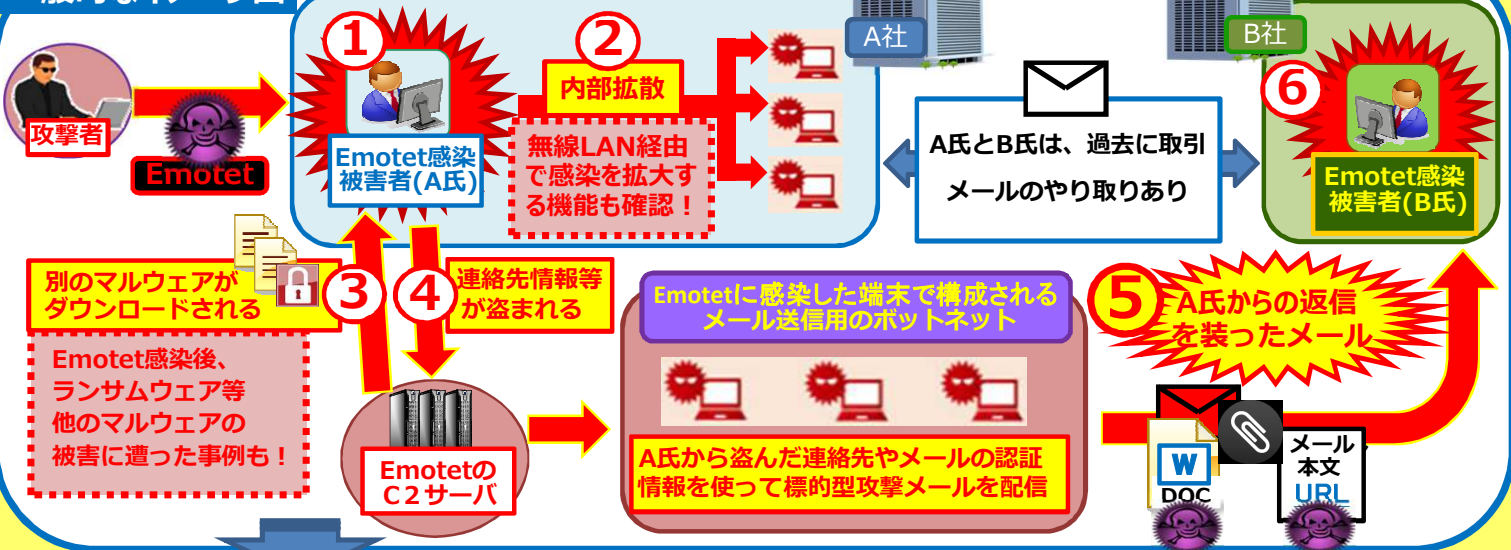 攻撃者
Emotet
①
Emotet感染
被害者(A氏)
②
内部拡散
無線LAN経由
で感染を拡大す
る機能も確認！
A社
A氏とB氏は、過去に取引
メールのやり取りあり
B社
⑥
Emotet感染
被害者(B氏)
別のマルウェアが
ダウンロードされる
③
Emotet感染後、
ランサムウェア等
他のマルウェアの
被害に遭った事例も！
④
連絡先情報等
が盗まれる
Emotetの
C２サーバ
Emotetに感染した端末で構成される
メール送信用のボットネット
A氏から盗んだ連絡先やメールの認証
情報を使って標的型攻撃メールを配信
⑤
A氏からの返信
を装ったメール
W
DOC
メール
本文
URL